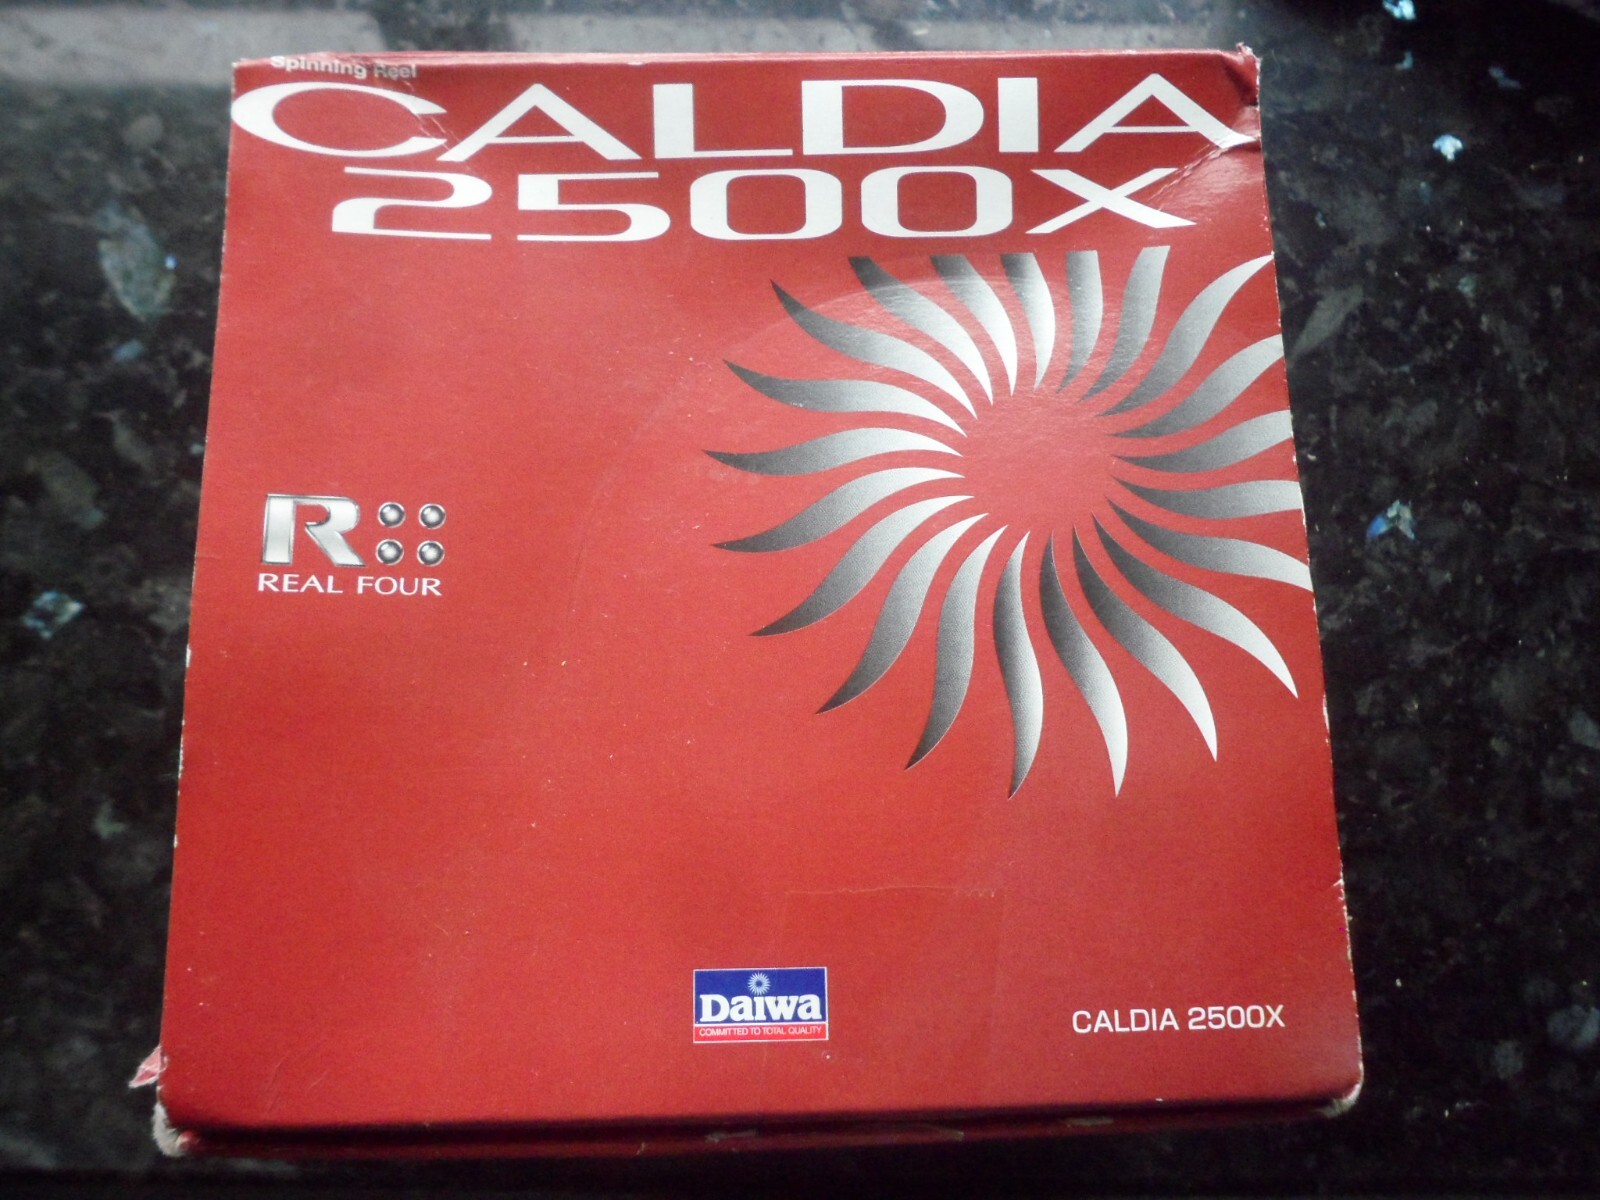 Spinning Reel
CALDIA
2500X
R
REAL FOUR
Daiwa
COMMITTED TO TOTAL QUALITY
CALDIA 2500X